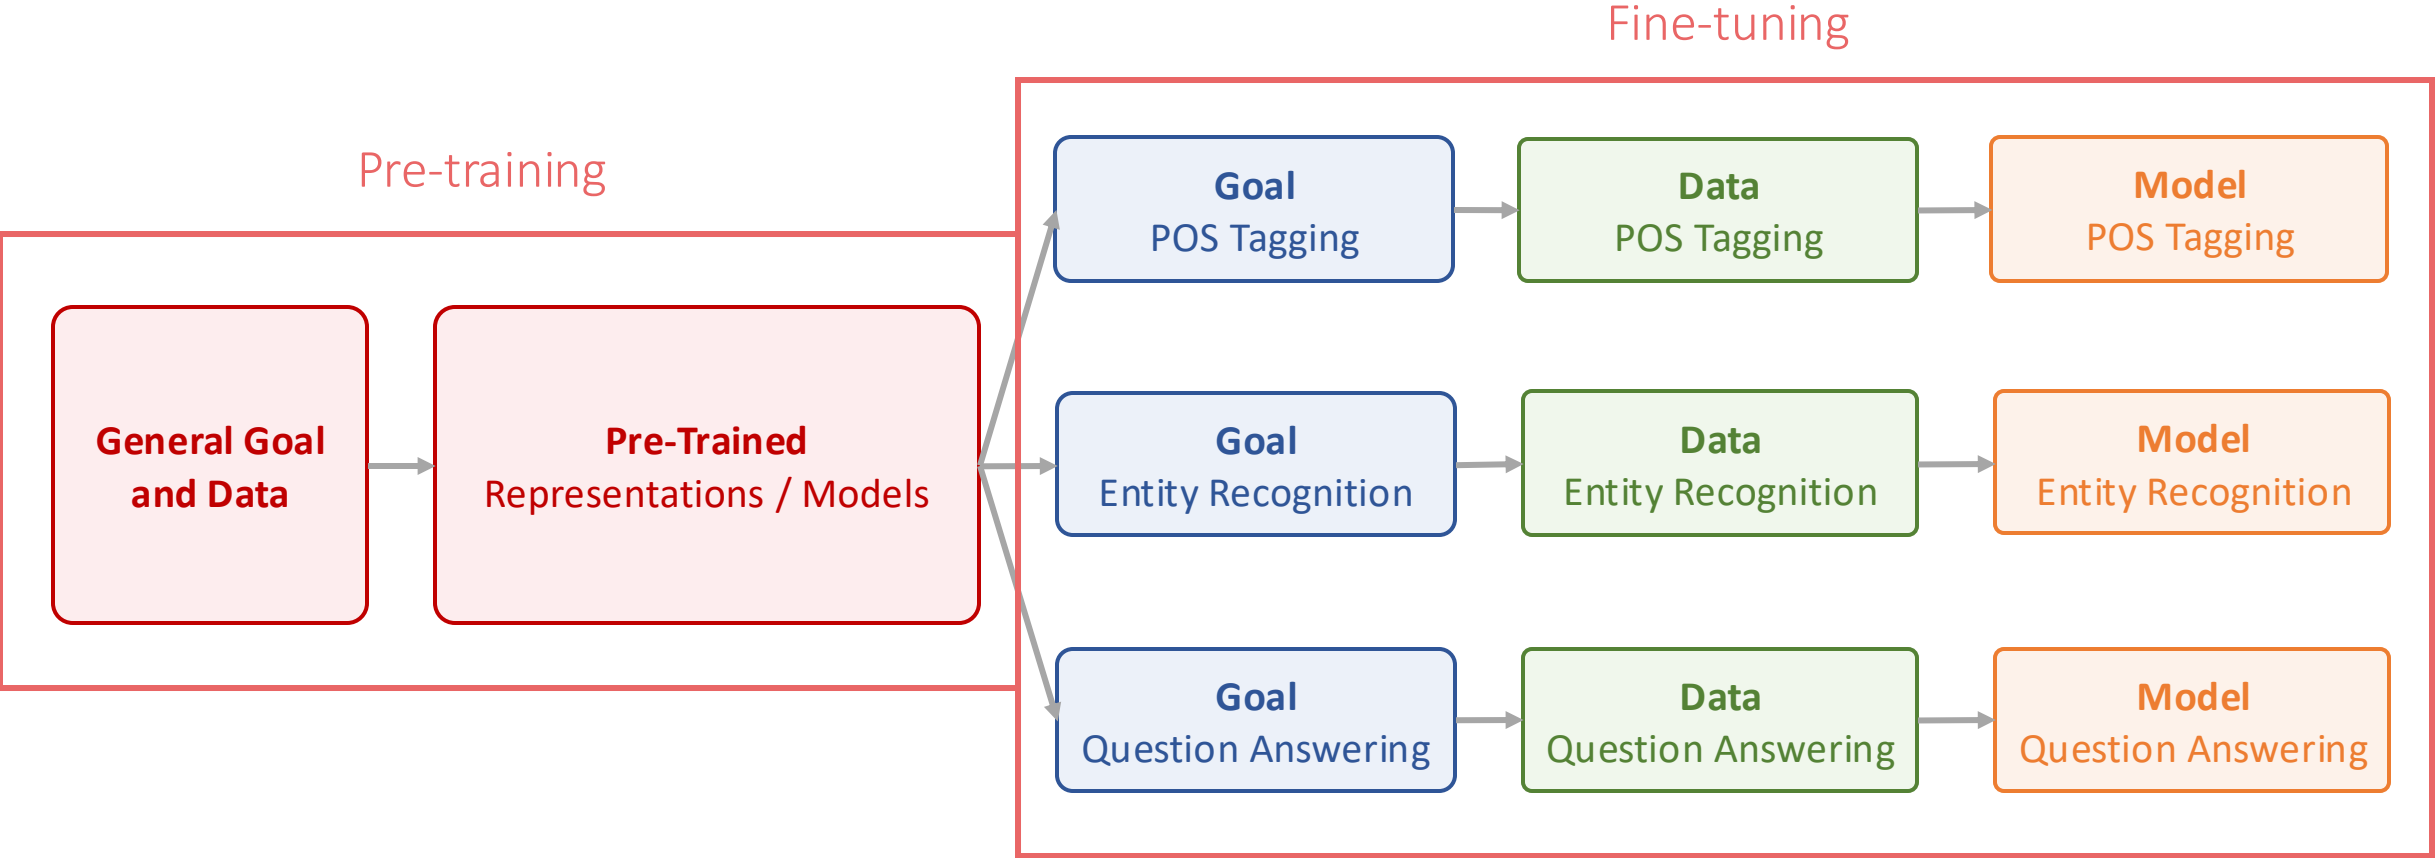 Fine-tuning
Pre-training
General Goal
and Data
Pre-Trained
Representations / Models
Goal
POS Tagging
Data
POS Tagging
Model
POS Tagging
Goal
Entity Recognition
Data
Entity Recognition
Model
Entity Recognition
Goal
Question Answering
Data
Question Answering
Model
Question Answering